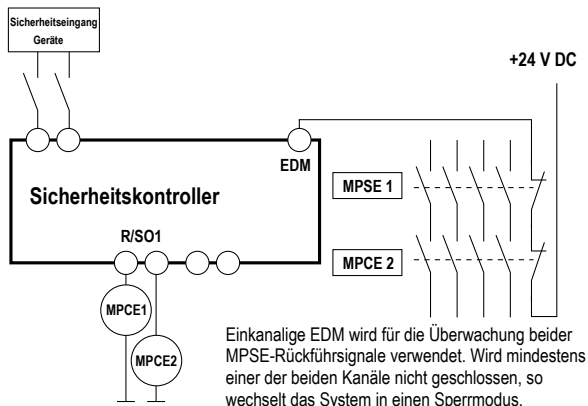 Sicherheitseingang
Geräte
+24 V DC
EDM
Sicherheitskontroller
MPSE 1
R/SO1
MPCE 2
MPCE1
MPCE2
Einkanalige EDM wird für die Überwachung beider
MPSE-Rückführsignale verwendet. Wird mindestens
einer der beiden Kanäle nicht geschlossen, so
wechselt das System in einen Sperrmodus.